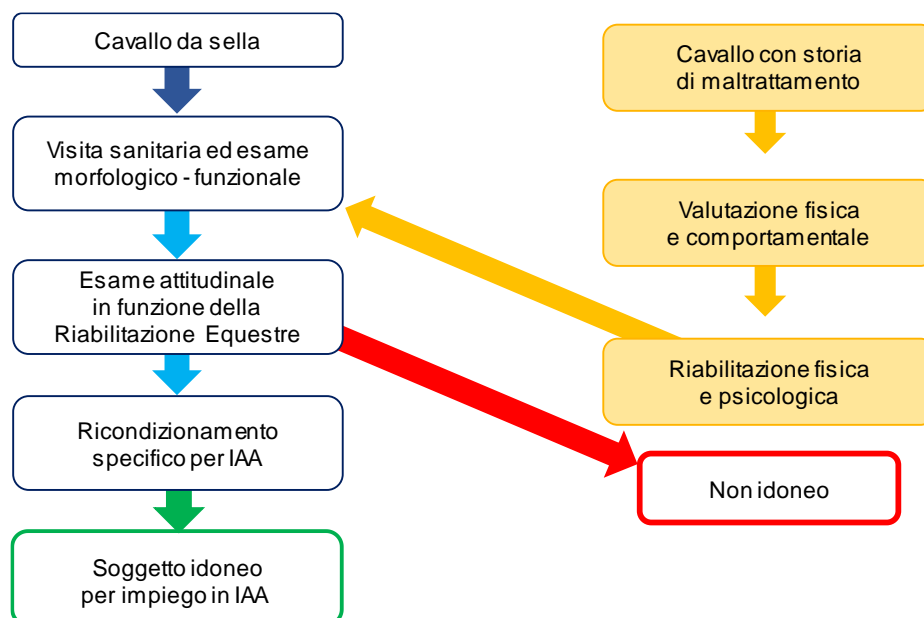 Cavallo da sella
Visita sanitaria ed esame
morfologico - funzionale
Esame attitudinale
in funzione della
Riabilitazione Equestre
Ricondizionamento
specifico per IAA
Soggetto idoneo
per impiego in IAA
Cavallo con storia
di maltrattamento
Valutazione fisica
e comportamentale
Riabilitazione fisica
e psicologica
Non idoneo